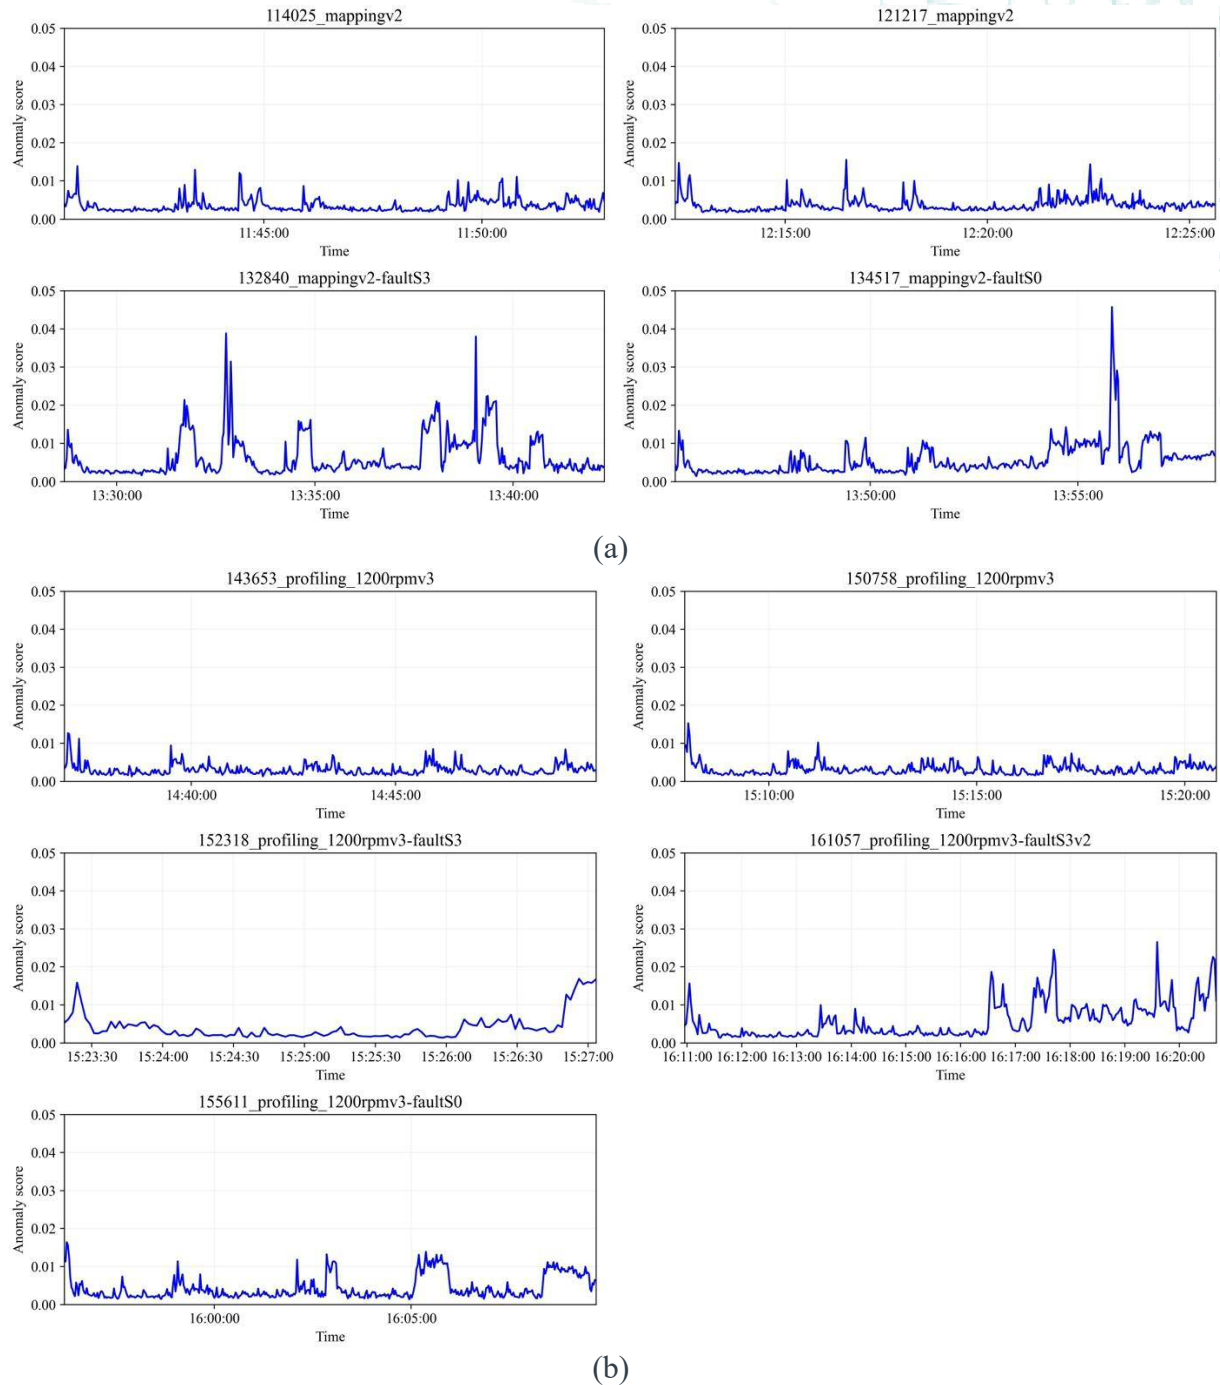 114025_mappingv2
0.05
0.04
0.03
0.02
0.01
0.00
Anomaly score
11:45:00 11:50:00
Time
121217_mappingv2
0.05
0.04
0.03
0.02
0.01
0.00
Anomaly score
12:15:00 12:20:00 12:25:00
Time
132840_mappingv2-faultS3
0.05
0.04
0.03
0.02
0.01
0.00
Anomaly score
13:30:00 13:35:00 13:40:00
Time
134517_mappingv2-faultS0
0.05
0.04
0.03
0.02
0.01
0.00
Anomaly score
13:50:00 13:55:00
Time
(a)
143653_profiling_1200rpmv3
0.05
0.04
0.03
0.02
0.01
0.00
Anomaly score
14:40:00 14:45:00
Time
150758_profiling_1200rpmv3
0.05
0.04
0.03
0.02
0.01
0.00
Anomaly score
15:10:00 15:15:00 15:20:00
Time
152318_profiling_1200rpmv3-faultS3
0.05
0.04
0.03
0.02
0.01
0.00
Anomaly score
15:23:30 15:24:00 15:24:30 15:25:00 15:25:30 15:26:00 15:26:30 15:27:00
Time
161057_profiling_1200rpmv3-faultS3v2
0.05
0.04
0.03
0.02
0.01
0.00
Anomaly score
16:11:00 16:12:00 16:13:00 16:14:00 16:15:00 16:16:00 16:17:00 16:18:00 16:19:00 16:20:00
Time
155611_profiling_1200rpmv3-faultS0
0.05
0.04
0.03
0.02
0.01
0.00
Anomaly score
16:00:00 16:05:00
Time
(b)